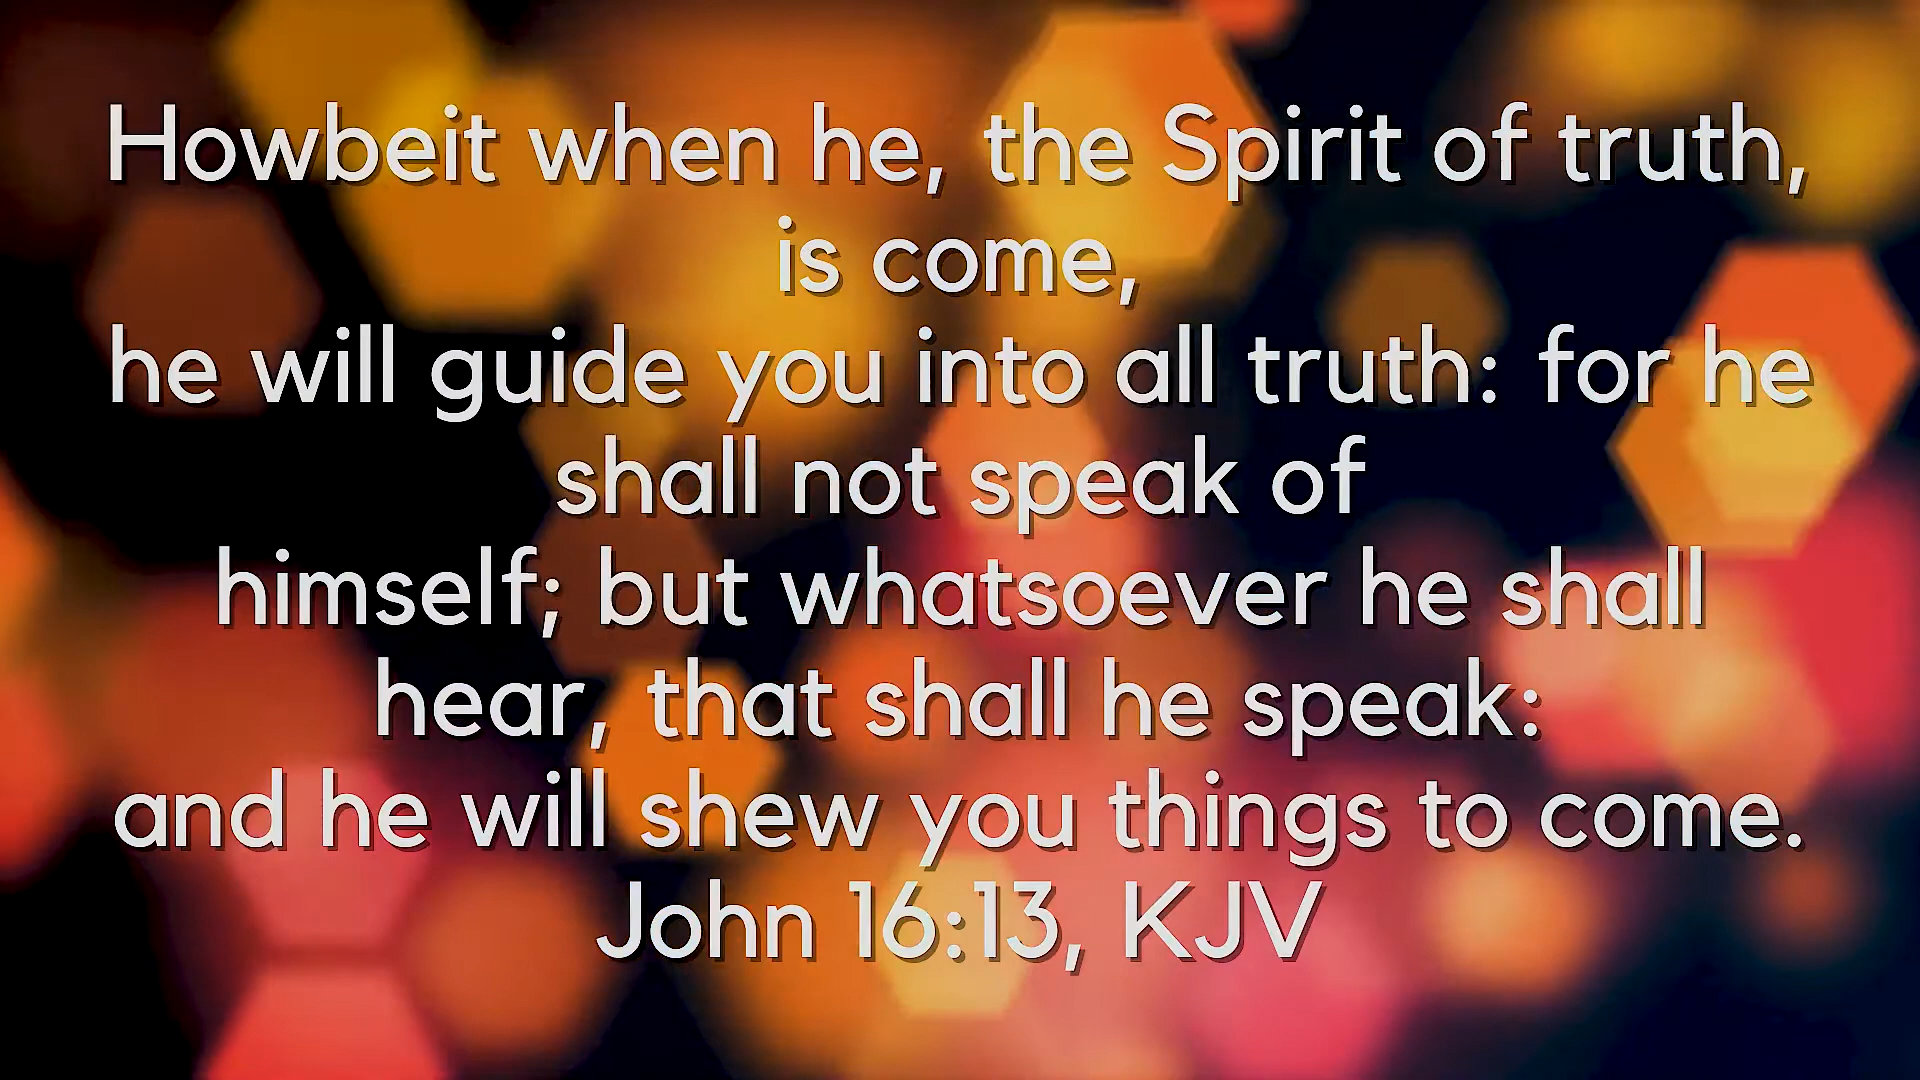 Howbeit when he, the Spirit of truth,
is come,
he will guide you into all truth: for he
shall not speak of
himself; but whatsoever he shall
hear, that shall he speak:
and he will shew you things to come.
John 16:13, KJV